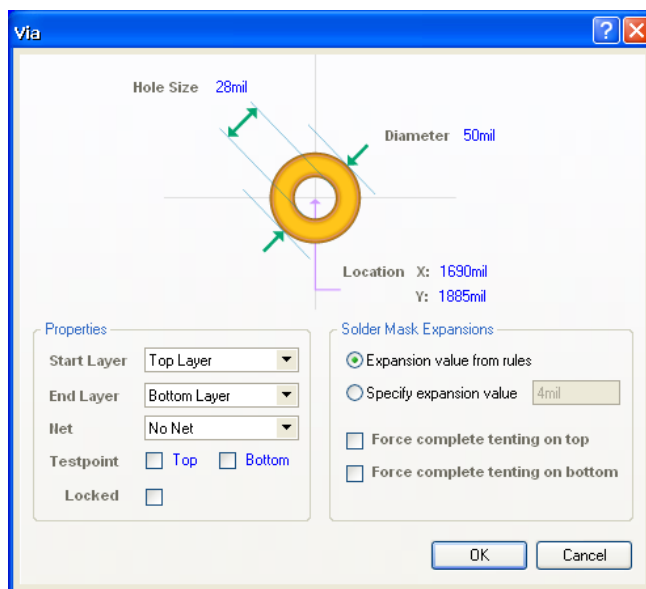 Via
Hole Size 28mil
Diameter 50mil
Location X: 1690mil
Y: 1885mil
Properties
Start Layer Top Layer
End Layer Bottom Layer
Net No Net
Testpoint Top Bottom
Locked
Solder Mask Expansions
Expansion value from rules
Specify expansion value 4mil
Force complete tenting on top
Force complete tenting on bottom
OK Cancel